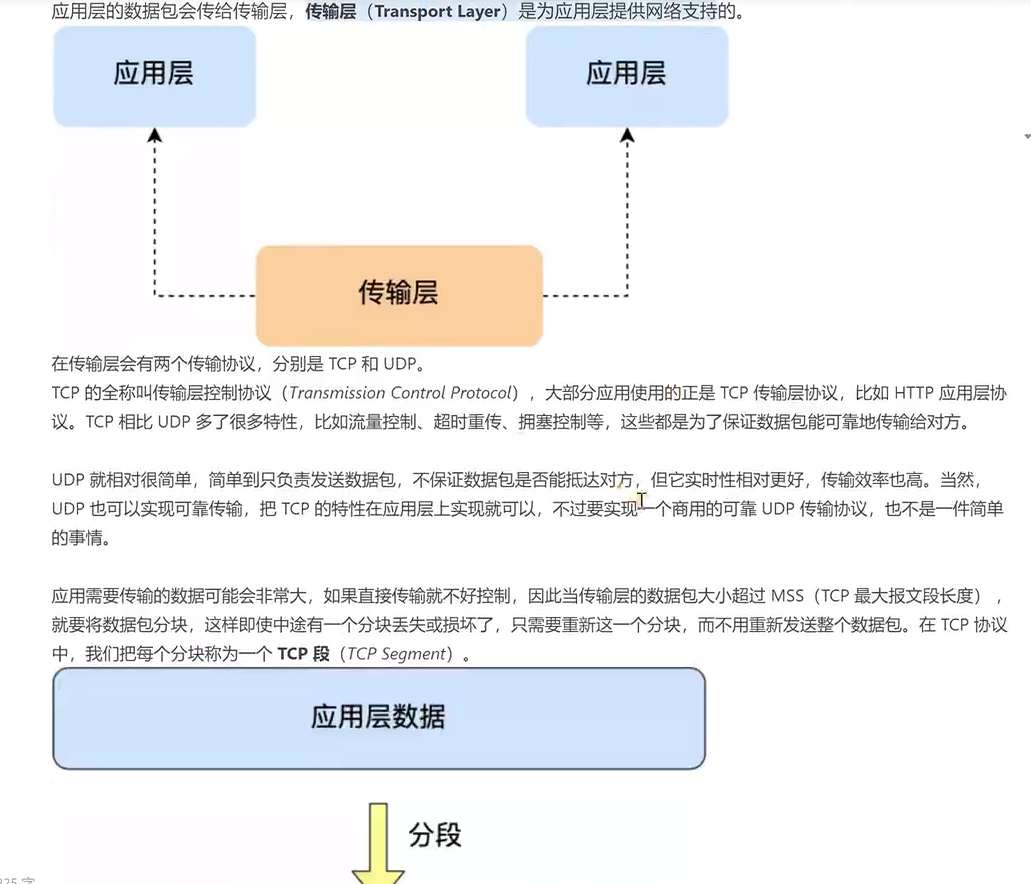 应用层的数据包会传给传输层，传输层（Transport Layer）是为应用层提供网络支持的。
应用层
应用层
传输层
在传输层会有两个传输协议，分别是 TCP 和 UDP。
TCP 的全称叫传输层控制协议（Transmission Control Protocol），大部分应用使用的正是 TCP 传输层协议，比如 HTTP 应用层协
议。TCP 相比 UDP 多了很多特性，比如流量控制、超时重传、拥塞控制等，这些都是为了保证数据包能可靠地传输给对方。
UDP 就相对很简单，简单到只负责发送数据包，不保证数据包是否能抵达对方，但它实时性相对更好，传输效率也高。当然，
UDP 也可以实现可靠传输，把 TCP 的特性在应用层上实现就可以，不过要实现一个商用的可靠 UDP 传输协议，也不是一件简单
的事情。
应用需要传输的数据可能会非常大，如果直接传输就不好控制，因此当传输层的数据包大小超过 MSS（TCP 最大报文段长度），
就要将数据包分块，这样即使中途有一个分块丢失或损坏了，只需要重新这一个分块，而不用重新发送整个数据包。在 TCP 协议
中，我们把每个分块称为一个 TCP 段（TCP Segment）。
应用层数据
分段